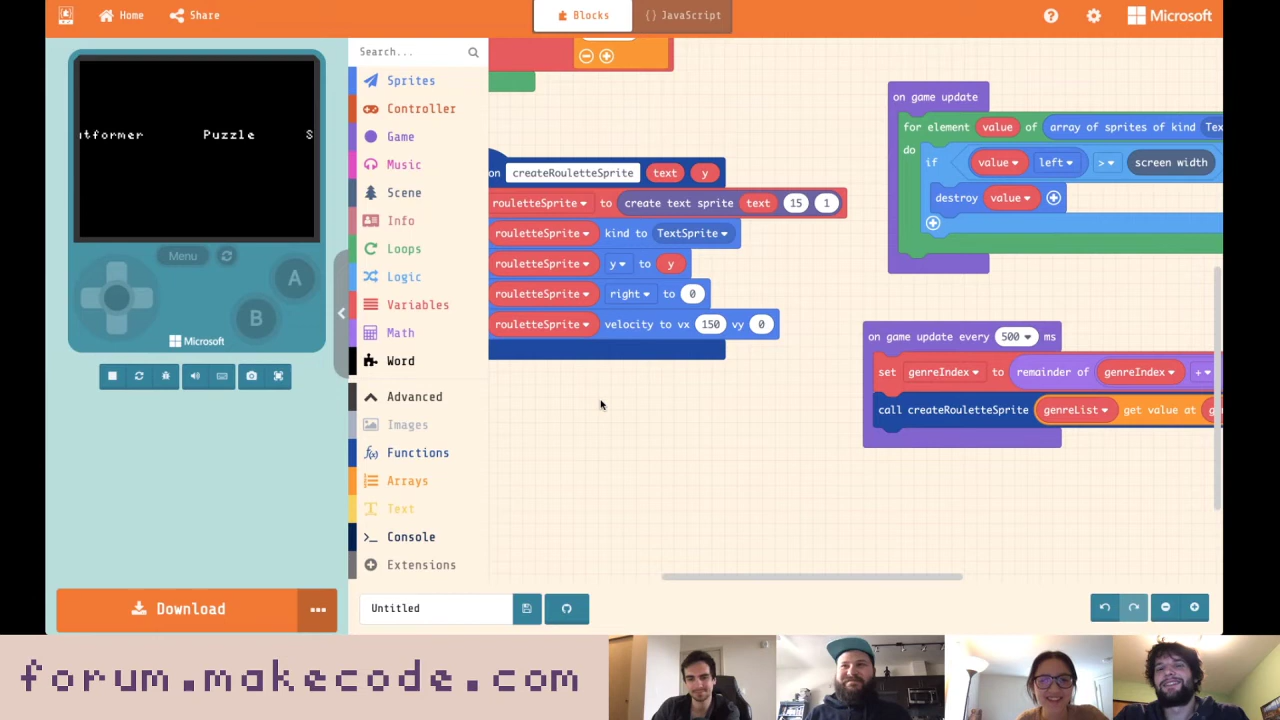 Home
Share
Blocks
{ } JavaScript
Microsoft
tformer Puzzle S
Menu
A
B
Microsoft
Download
...
Search...
Sprites
Controller
Game
Music
Scene
Info
Loops
Logic
Variables
Math
Word
Advanced
Images
Functions
Arrays
Text
Console
Extensions
on createRouletteSprite text y
rouletteSprite to create text sprite text 15 1
rouletteSprite kind to TextSprite
rouletteSprite y to y
rouletteSprite right to 0
rouletteSprite velocity to vx 150 vy 0
on game update
for element value of array of sprites of kind Tex
do
if value left > screen width
destroy value
on game update every 500 ms
set genreIndex to remainder of genreIndex +
call createRouletteSprite genreList get value at g
Untitled
forum.makecode.com